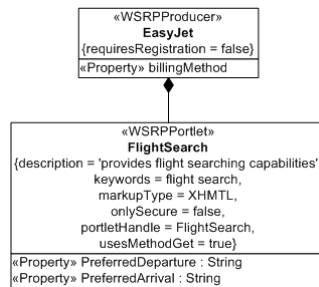 «WSRPProducer»
EasyJet
{requiresRegistration = false}
«Property» billingMethod
«WSRPPortlet»
FlightSearch
{description = 'provides flight searching capabilities'
keywords = flight search,
markupType = XHMTL,
onlySecure = false,
portletHandle = FlightSearch,
usesMethodGet = true}
«Property» PreferredDeparture : String
«Property» PreferredArrival : String